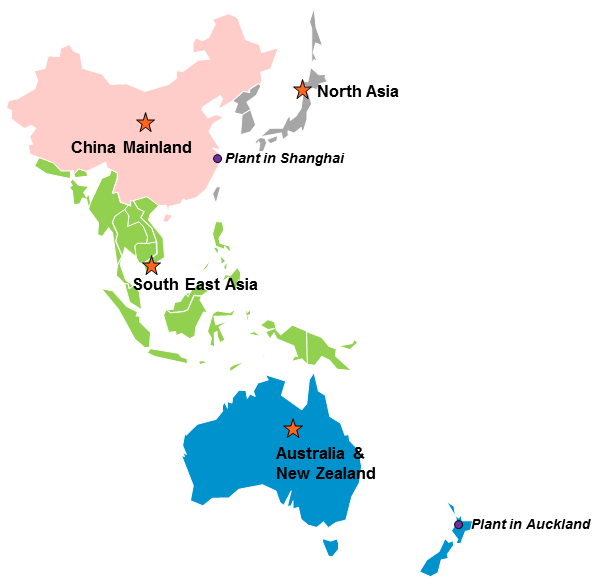 North Asia
China Mainland
Plant in Shanghai
South East Asia
Australia &
New Zealand
Plant in Auckland